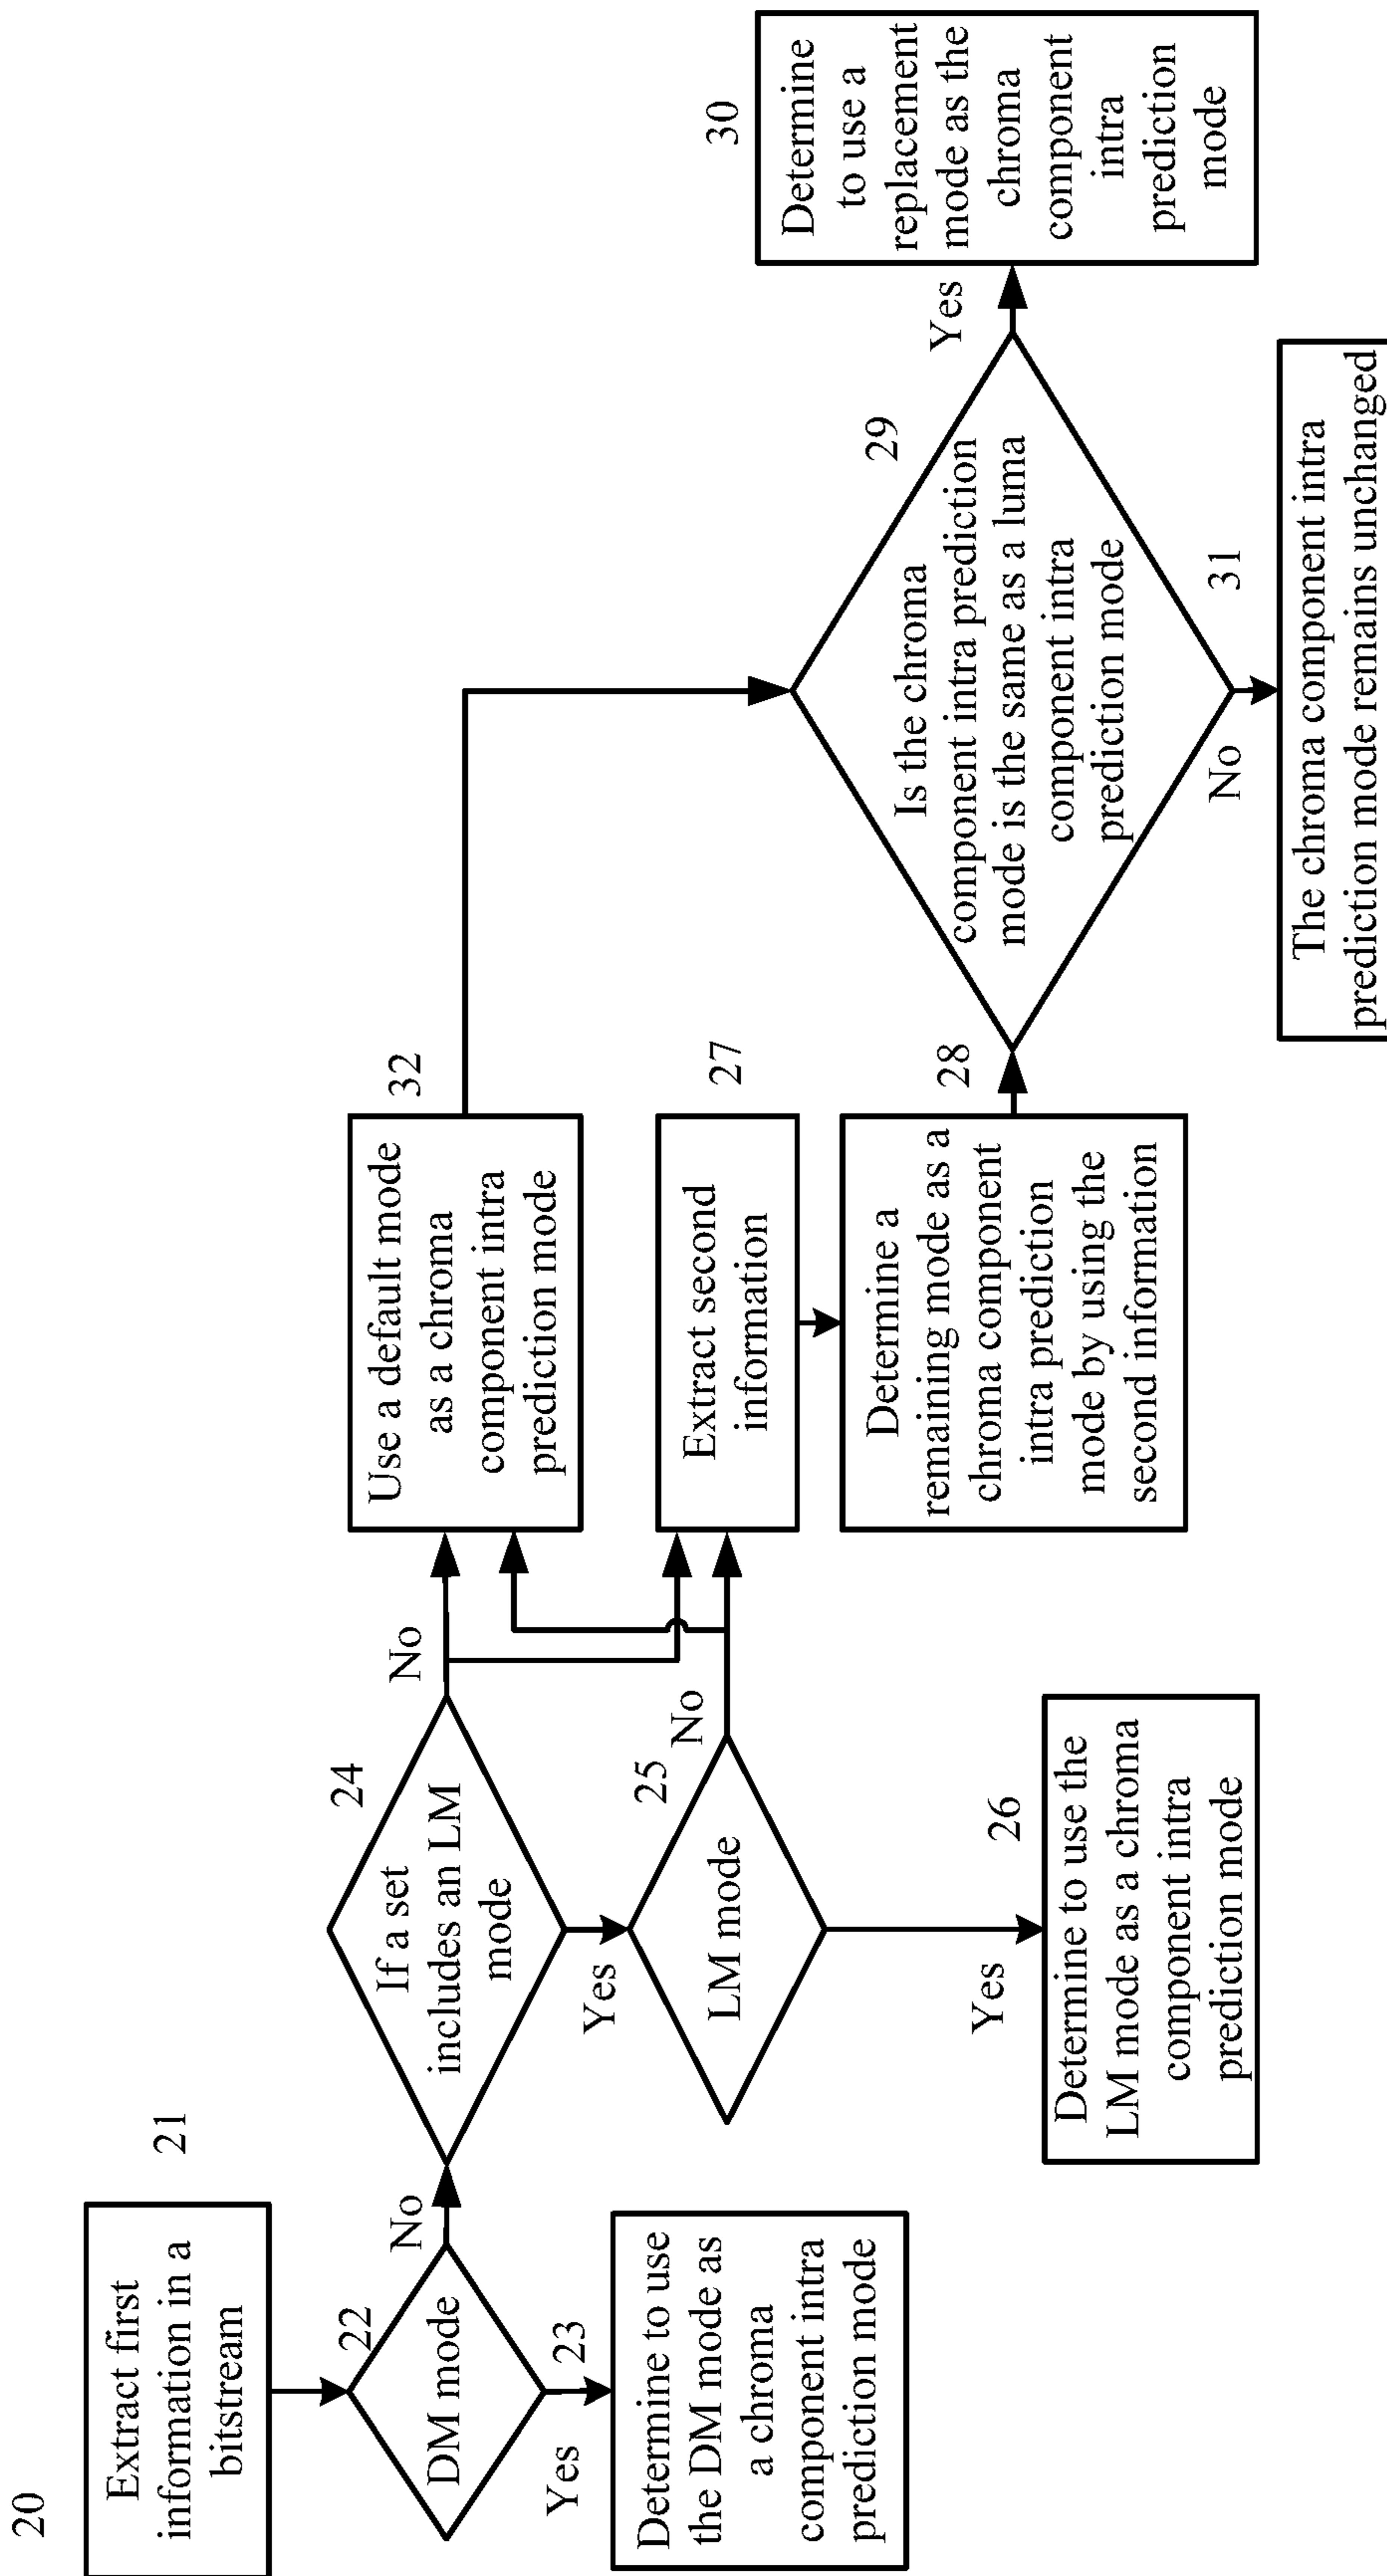 20
Extract first
information in a
bitstream
21
DM mode
22
No
Yes
23
Determine to use
the DM mode as
a chroma
component intra
prediction mode
If a set
includes an LM
mode
24
No
Yes
LM mode
25
No
Yes
26
Determine to use the
LM mode as a chroma
component intra
prediction mode
Use a default mode
as a chroma
component intra
prediction mode
32
Extract second
information
27
Determine a
remaining mode as a
chroma component
intra prediction
mode by using the
second information
28
Is the chroma
component intra prediction
mode is the same as a luma
component intra
prediction mode
29
Yes
No
30
Determine
to use a
replacement
mode as the
chroma
component
intra
prediction
mode
31
The chroma component intra
prediction mode remains unchanged